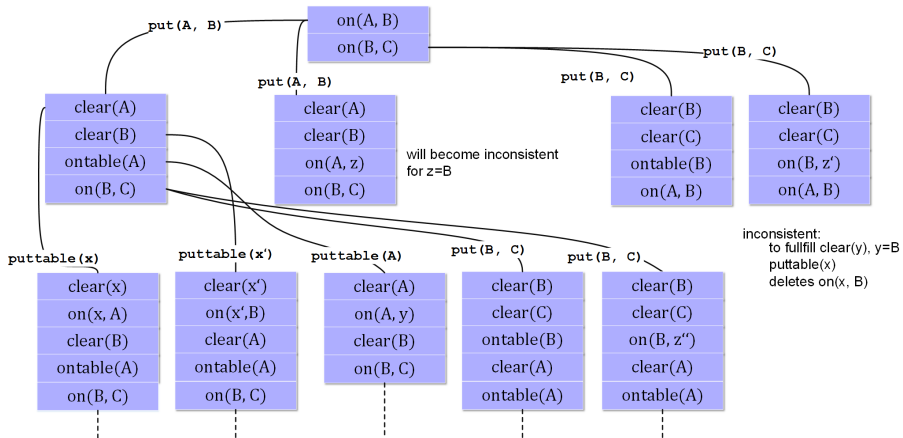 on(A, B)
on(B, C)
put(A, B)
put(A, B)
put(B, C)
put(B, C)
clear(A)
clear(B)
ontable(A)
on(B, C)
clear(A)
clear(B)
on(A, z)
on(B, C)
will become inconsistent
for z=B
clear(B)
clear(C)
ontable(B)
on(A, B)
clear(B)
clear(C)
on(B, z‘)
on(A, B)
inconsistent:
to fullfill clear(y), y=B
puttable(x)
deletes on(x, B)
puttable(x)
puttable(x‘)
puttable(A)
put(B, C)
put(B, C)
clear(x)
on(x, A)
clear(B)
ontable(A)
on(B, C)
clear(x‘)
on(x‘,B)
clear(A)
ontable(A)
on(B, C)
clear(A)
on(A, y)
clear(B)
on(B, C)
clear(B)
clear(C)
ontable(B)
clear(A)
ontable(A)
clear(B)
clear(C)
on(B, z‘‘)
clear(A)
ontable(A)